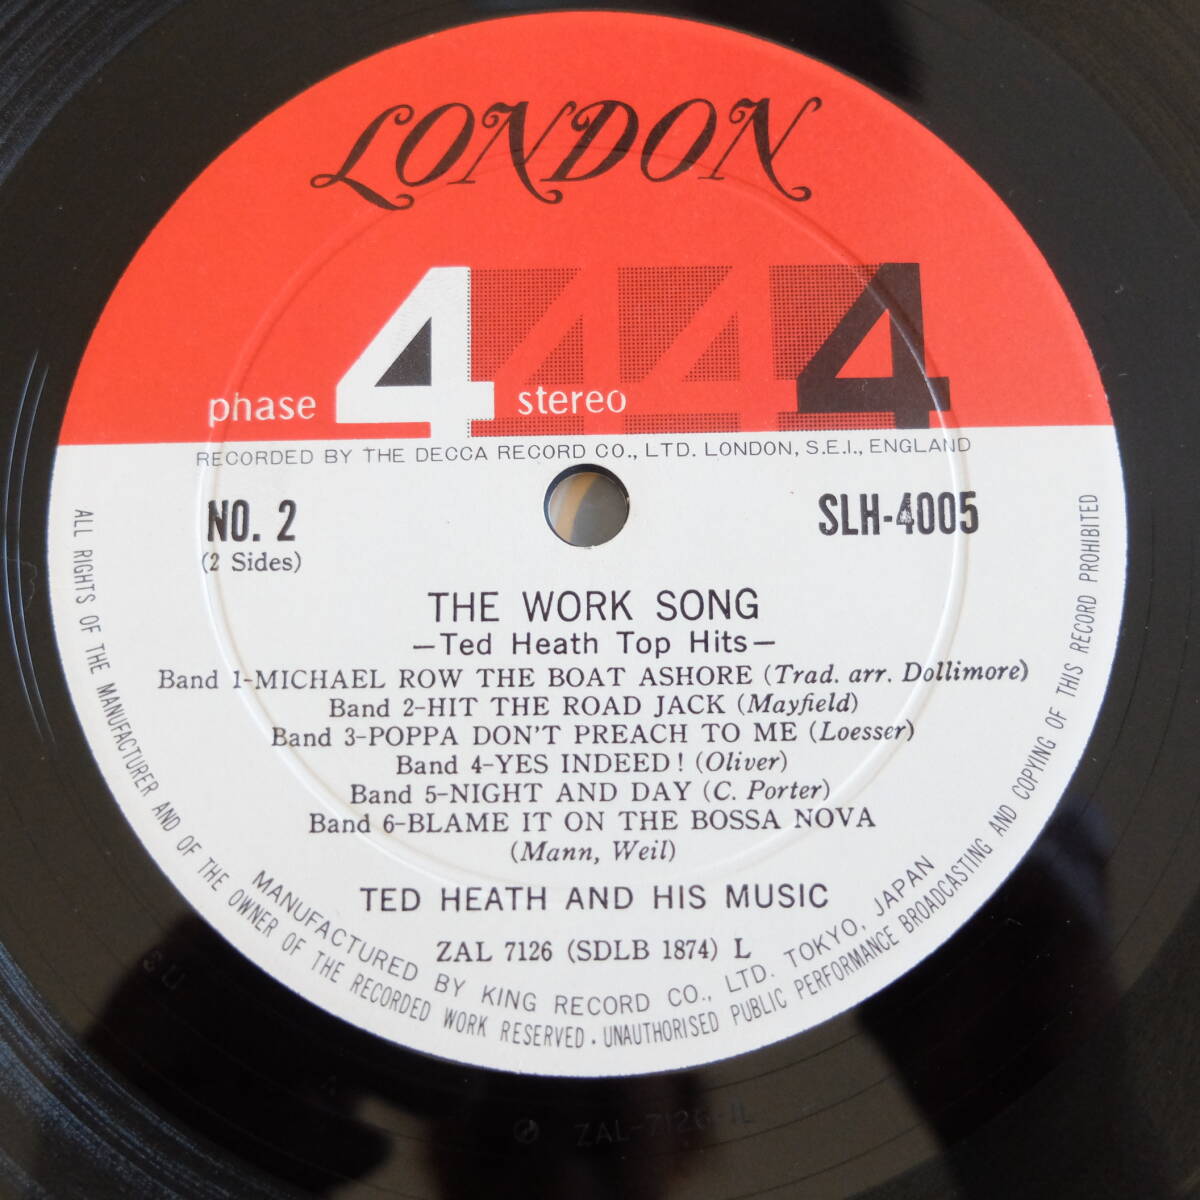 LONDON
phase 4 stereo 4 4 4
RECORDED BY THE DECCA RECORD CO., LTD. LONDON, S.E.I., ENGLAND
NO. 2
SLH-4005
(2 Sides)
THE WORK SONG
—Ted Heath Top Hits—
Band 1-MICHAEL ROW THE BOAT ASHORE (Trad. arr. Dollimore)
Band 2-HIT THE ROAD JACK (Mayfield)
Band 3-POPPA DON'T PREACH TO ME (Loesser)
Band 4-YES INDEED! (Oliver)
Band 5-NIGHT AND DAY (C. Porter)
Band 6-BLAME IT ON THE BOSSA NOVA
(Mann, Weil)
TED HEATH AND HIS MUSIC
ZAL 7126 (SDLB 1874) L
MANUFACTURED BY KING RECORD CO., LTD. TOKYO, JAPAN
ALL RIGHTS OF THE MANUFACTURER AND OF THE OWNER OF THE RECORDED WORK RESERVED. UNAUTHORISED PUBLIC PERFORMANCE BROADCASTING AND COPYING OF THIS RECORD PROHIBITED
ZAL-7126-1L